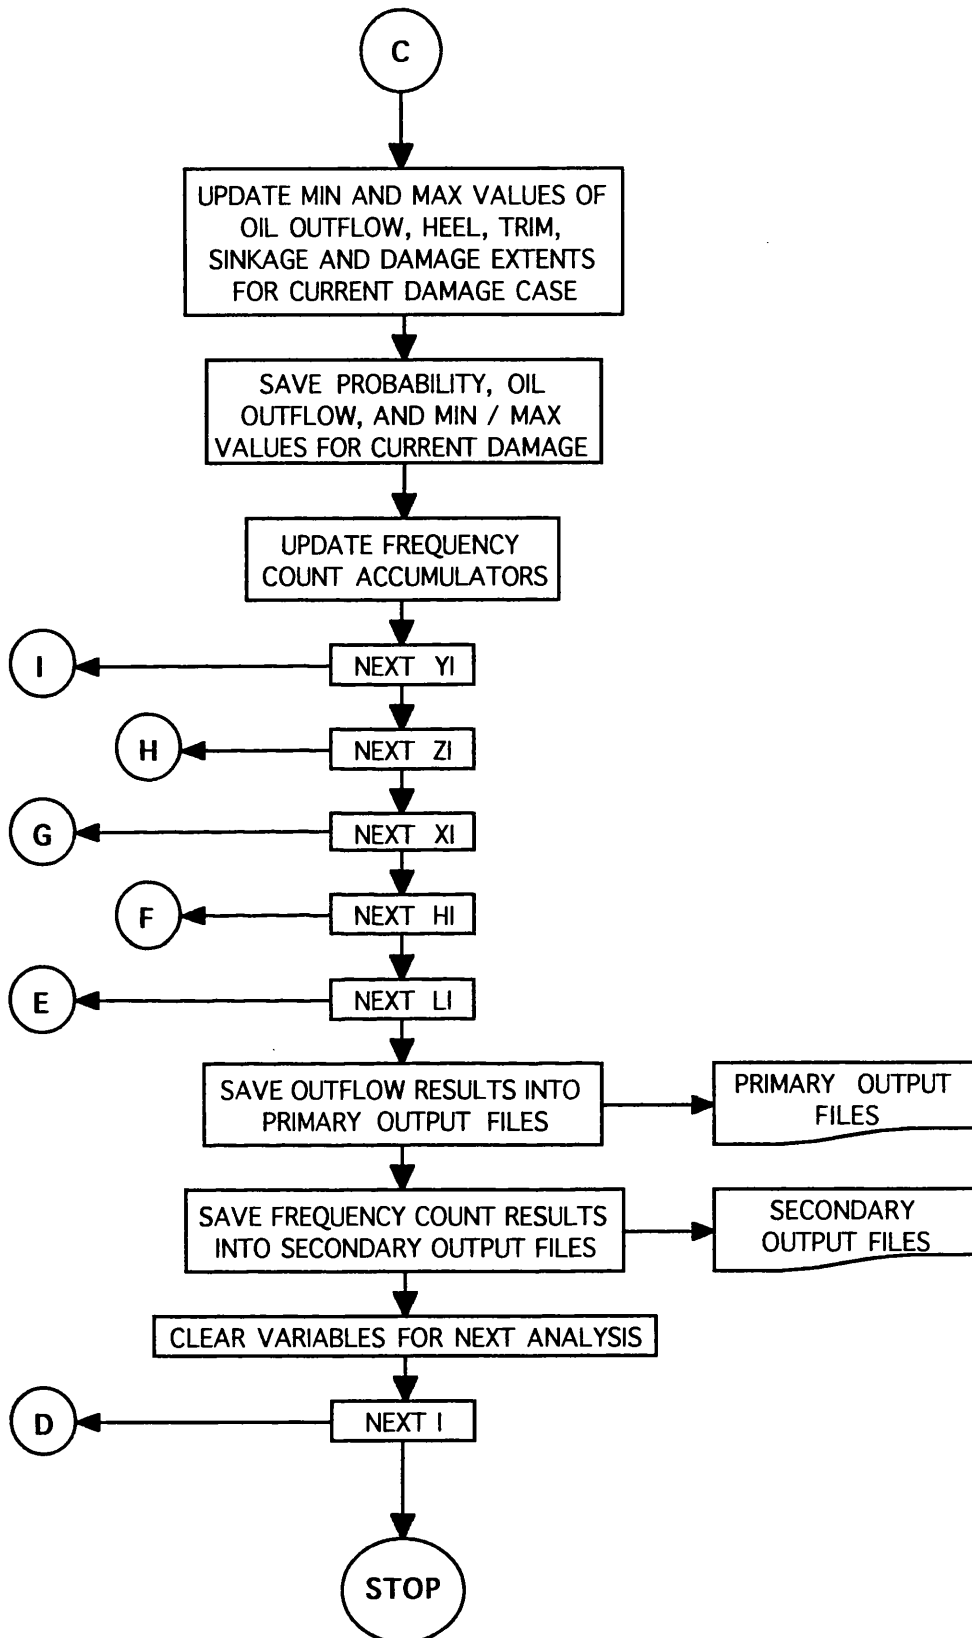 C
UPDATE MIN AND MAX VALUES OF
OIL OUTFLOW, HEEL, TRIM,
SINKAGE AND DAMAGE EXTENTS
FOR CURRENT DAMAGE CASE
SAVE PROBABILITY, OIL
OUTFLOW, AND MIN / MAX
VALUES FOR CURRENT DAMAGE
UPDATE FREQUENCY
COUNT ACCUMULATORS
I
NEXT YI
H
NEXT ZI
G
NEXT XI
F
NEXT HI
E
NEXT LI
SAVE OUTFLOW RESULTS INTO
PRIMARY OUTPUT FILES
PRIMARY OUTPUT
FILES
SAVE FREQUENCY COUNT RESULTS
INTO SECONDARY OUTPUT FILES
SECONDARY
OUTPUT FILES
CLEAR VARIABLES FOR NEXT ANALYSIS
D
NEXT I
STOP